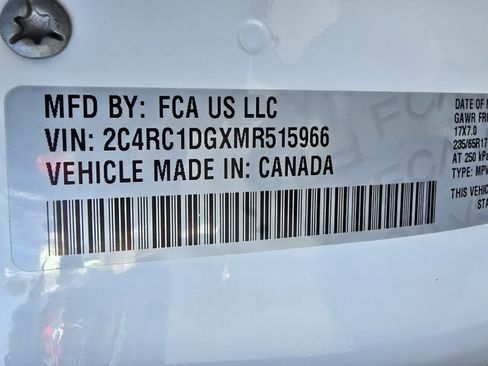 MFD BY: FCA US LLC
VIN: 2C4RC1DGXMR515966
VEHICLE MADE IN: CANADA
DATE OF
GAWR FR
17X7.0
235/65R17
AT 250 kPa
TYPE: MPV
THIS VEHIC
STA